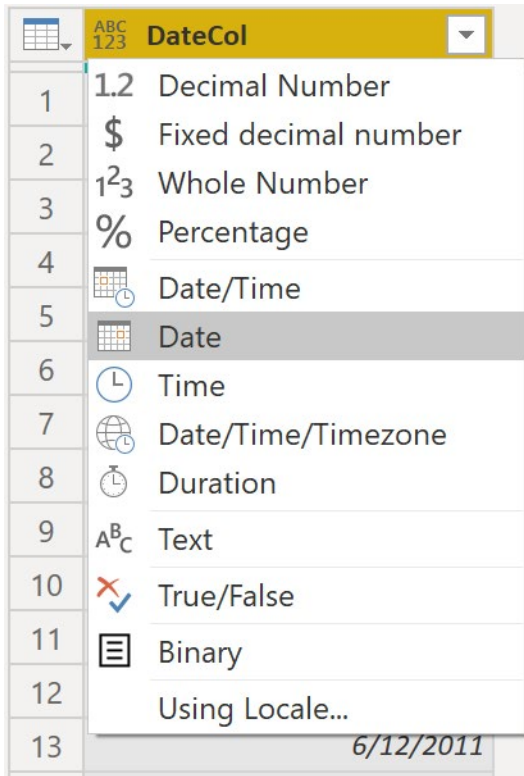 ABC
123 DateCol
1.2 Decimal Number
$ Fixed decimal number
1²3 Whole Number
% Percentage
Date/Time
Date
Time
Date/Time/Timezone
Duration
ABC Text
True/False
Binary
Using Locale...
1
2
3
4
5
6
7
8
9
10
11
12
13 6/12/2011